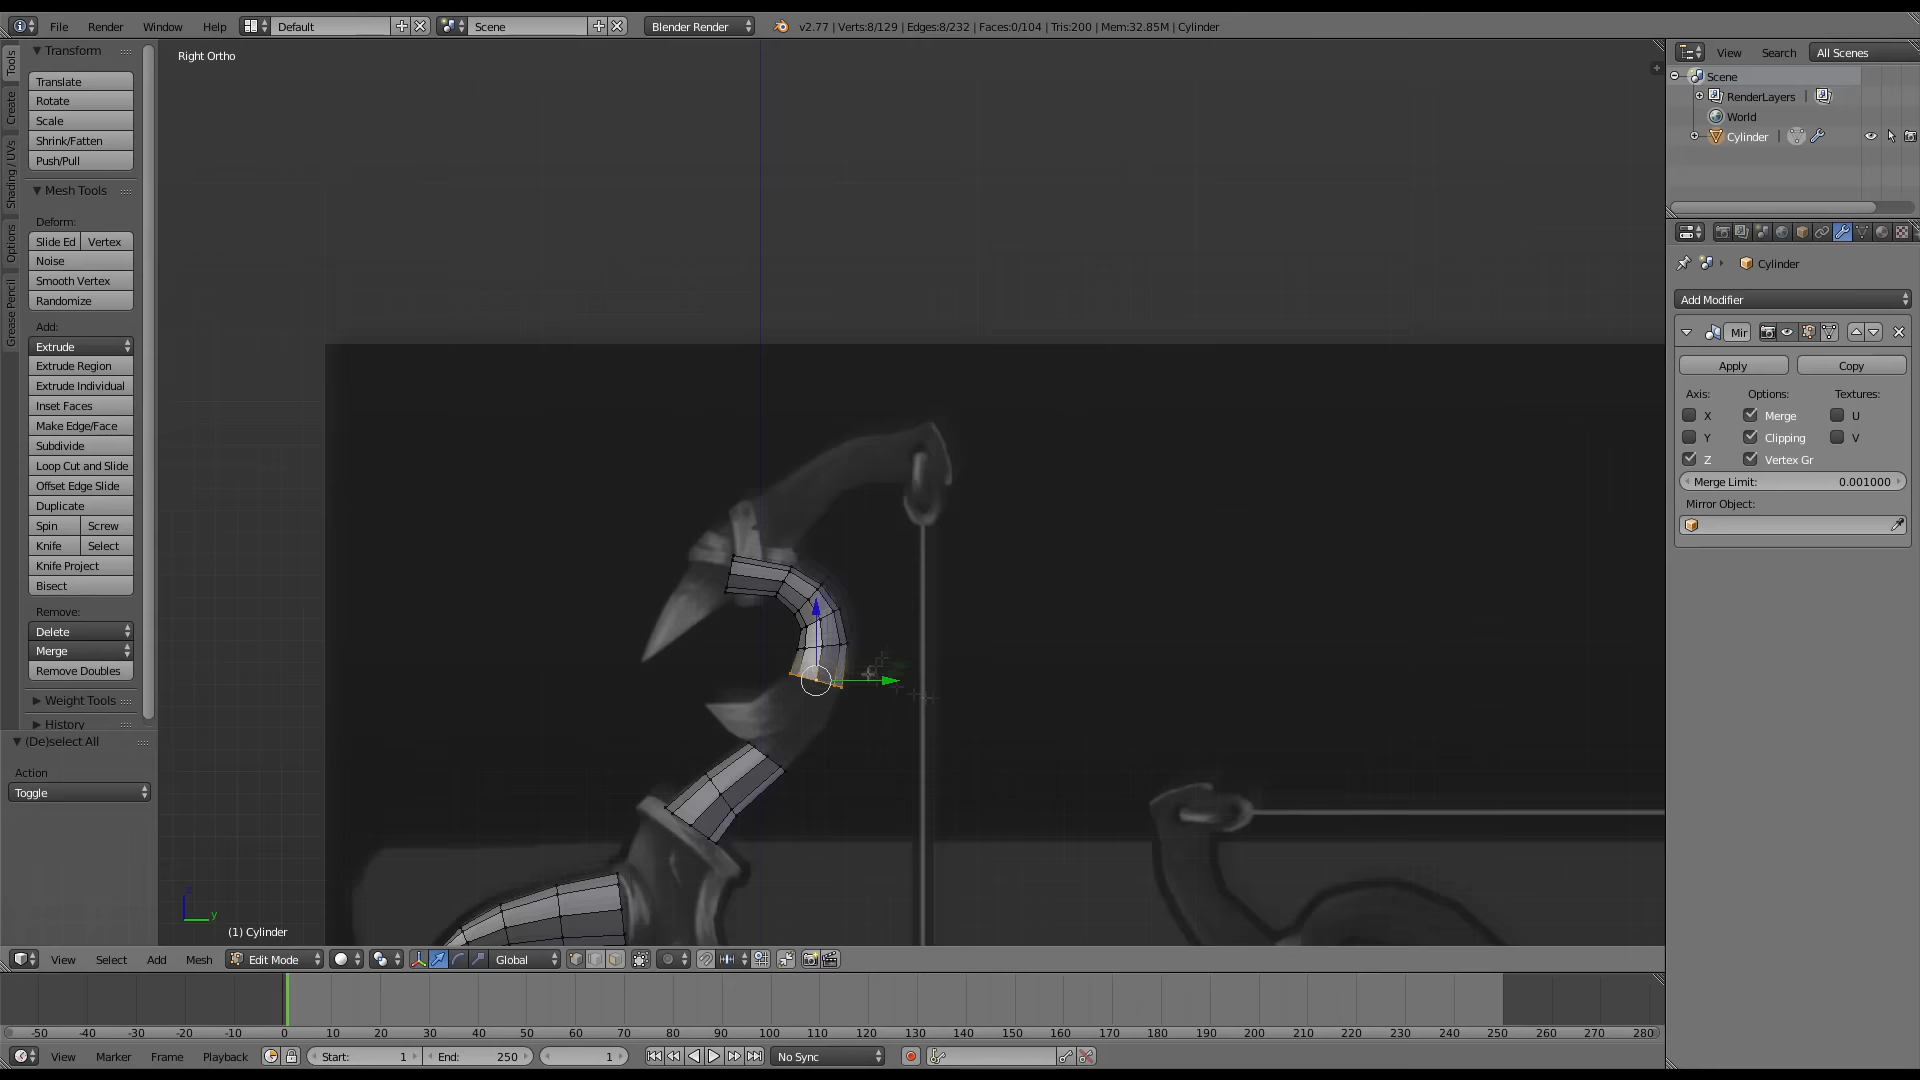 File Render Window Help Default Scene Blender Render v2.77 | Verts:8/129 | Edges:8/232 | Faces:0/104 | Tris:200 | Mem:32.85M | Cylinder
Tools
Create
Shading / UVs
Options
Grease Pencil
Transform
Translate
Rotate
Scale
Shrink/Fatten
Push/Pull
Mesh Tools
Deform:
Slide Ed Vertex
Noise
Smooth Vertex
Randomize
Add:
Extrude
Extrude Region
Extrude Individual
Inset Faces
Make Edge/Face
Subdivide
Loop Cut and Slide
Offset Edge Slide
Duplicate
Spin Screw
Knife Select
Knife Project
Bisect
Remove:
Delete
Merge
Remove Doubles
Weight Tools
History
(De)select All
Action
Toggle
Right Ortho
z
y
(1) Cylinder
View Search All Scenes
Scene
RenderLayers |
World
Cylinder |
Cylinder
Add Modifier
Mir
Apply Copy
Axis: Options: Textures:
X Merge U
Y Clipping V
Z Vertex Gr
Merge Limit: 0.001000
Mirror Object:
View Select Add Mesh Edit Mode Global
-50 -40 -30 -20 -10 0 10 20 30 40 50 60 70 80 90 100 110 120 130 140 150 160 170 180 190 200 210 220 230 240 250 260 270 280
View Marker Frame Playback Start: 1 End: 250 1 No Sync